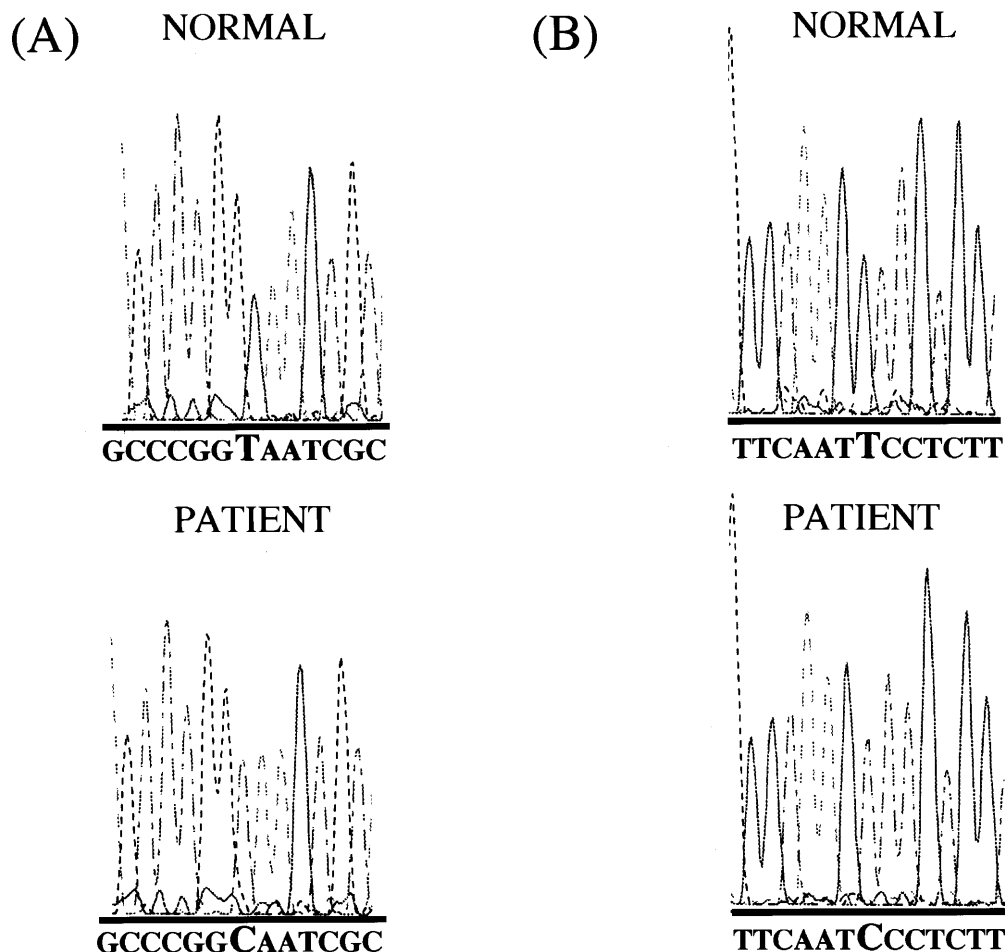 (A) NORMAL
GCCCGGTAATCGC
PATIENT
GCCCGGCAATCGC
(B) NORMAL
TTCAATTCCTCTT
PATIENT
TTCAATCCCTCTT